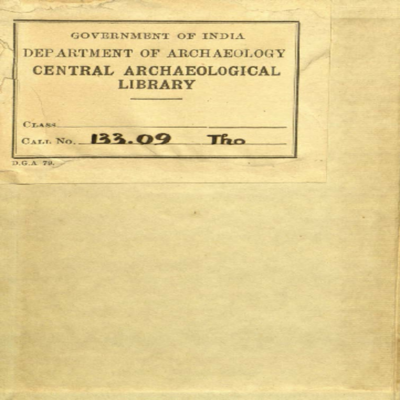 GOVERNMENT OF INDIA
DEPARTMENT OF ARCHAEOLOGY
CENTRAL ARCHAEOLOGICAL
LIBRARY
CLASS
CALL NO. 133.09 Tho
D.G.A 79.